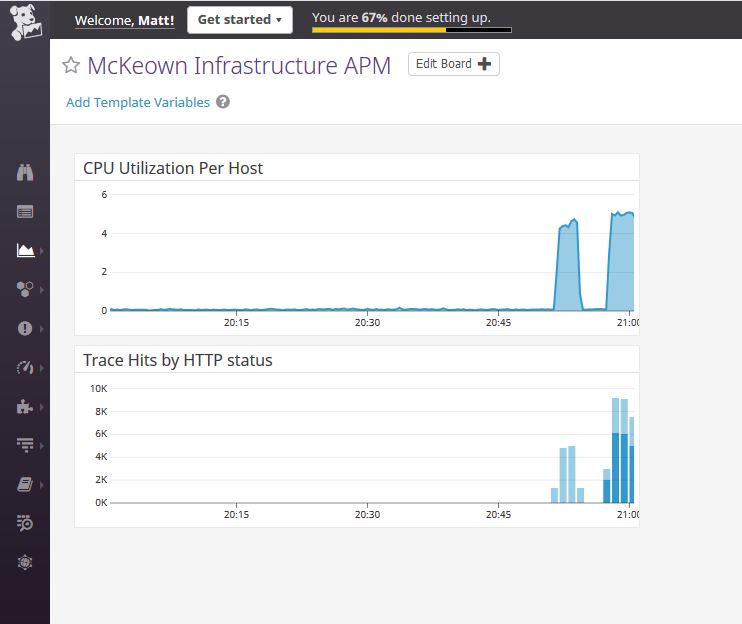 Welcome, Matt!
Get started
You are 67% done setting up.
McKeown Infrastructure APM
Edit Board
Add Template Variables ?
CPU Utilization Per Host
6
4
2
0
20:15 20:30 20:45 21:00
Trace Hits by HTTP status
10K
8K
6K
4K
2K
0K
20:15 20:30 20:45 21:00